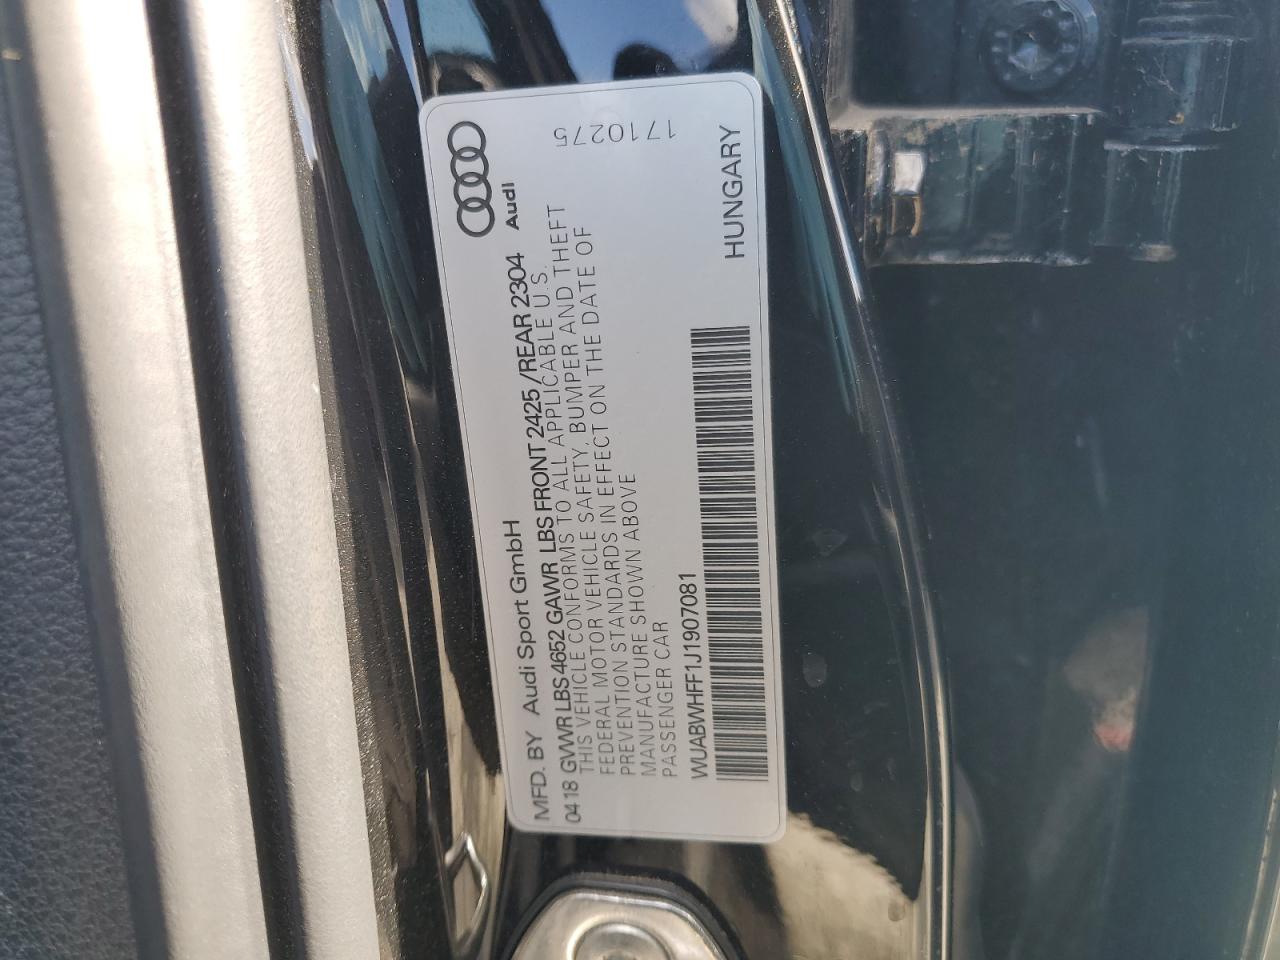 Audi
1710275
MFD. BY Audi Sport GmbH
04 18 GVWR LBS 4652 GAWR LBS FRONT 2425 /REAR 2304
THIS VEHICLE CONFORMS TO ALL APPLICABLE U.S.
FEDERAL MOTOR VEHICLE SAFETY, BUMPER AND THEFT
PREVENTION STANDARDS IN EFFECT ON THE DATE OF
MANUFACTURE SHOWN ABOVE
PASSENGER CAR
WUABWHFF1J1907081
HUNGARY